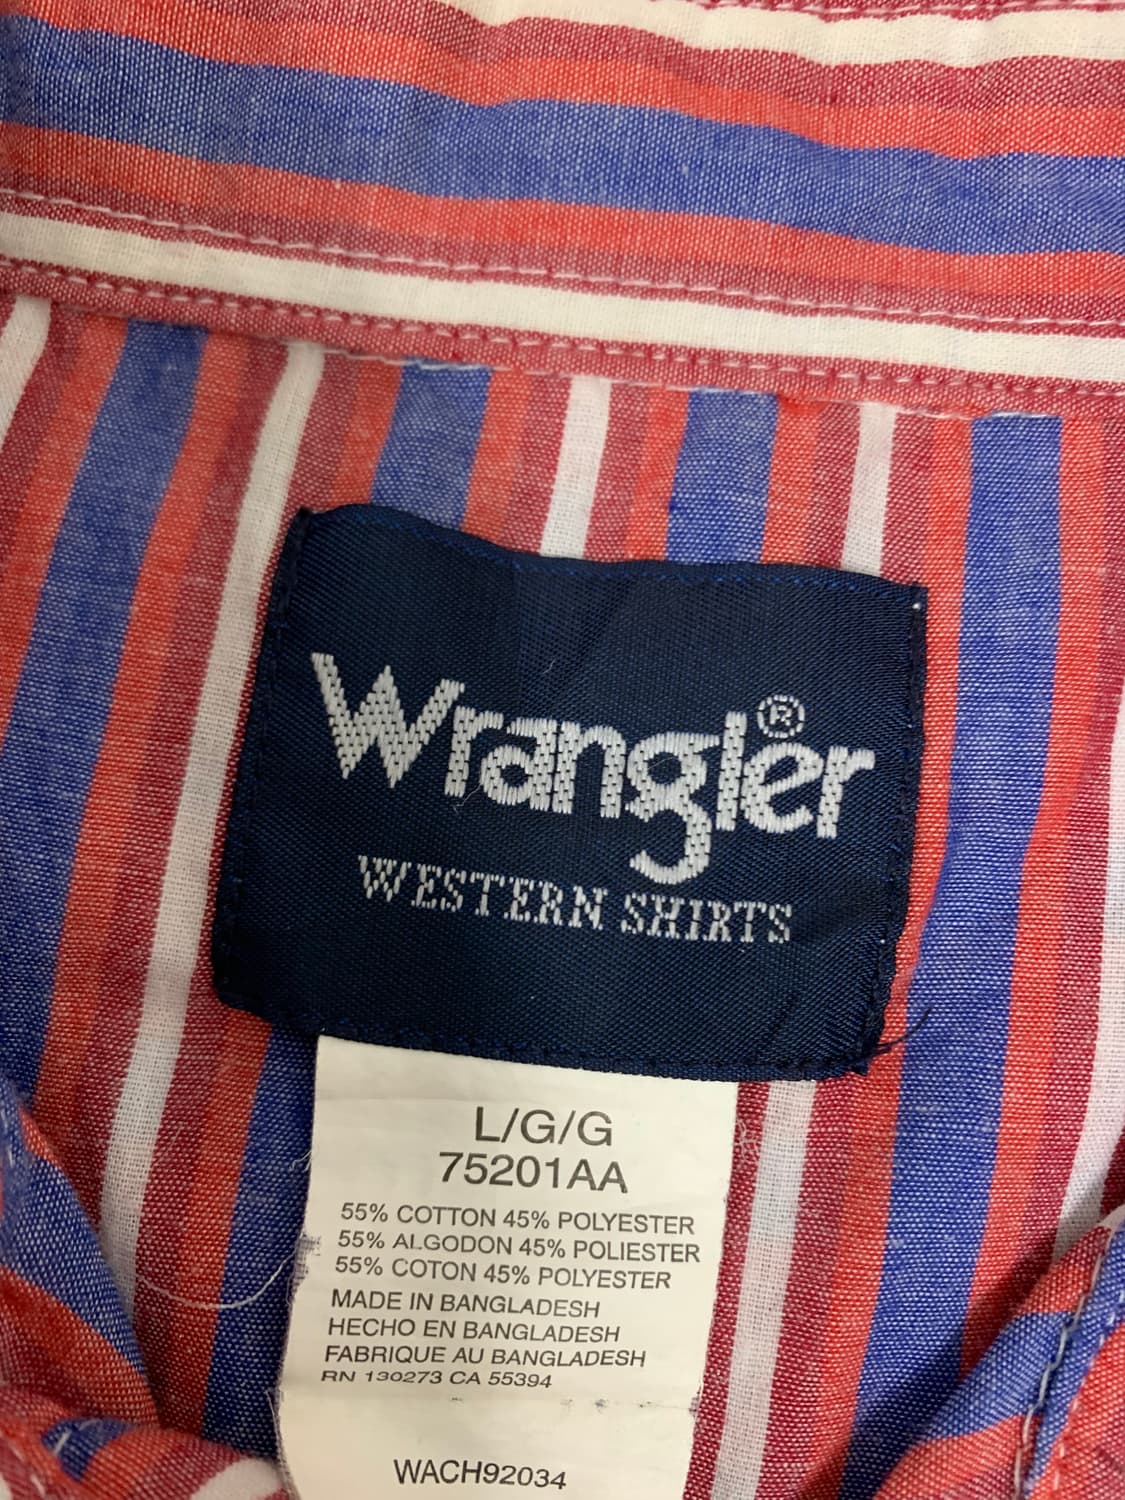 Wrangler®
WESTERN SHIRTS
L/G/G
75201AA
55% COTTON 45% POLYESTER
55% ALGODON 45% POLIESTER
55% COTON 45% POLYESTER
MADE IN BANGLADESH
HECHO EN BANGLADESH
FABRIQUE AU BANGLADESH
RN 130273 CA 55394
WACH92034